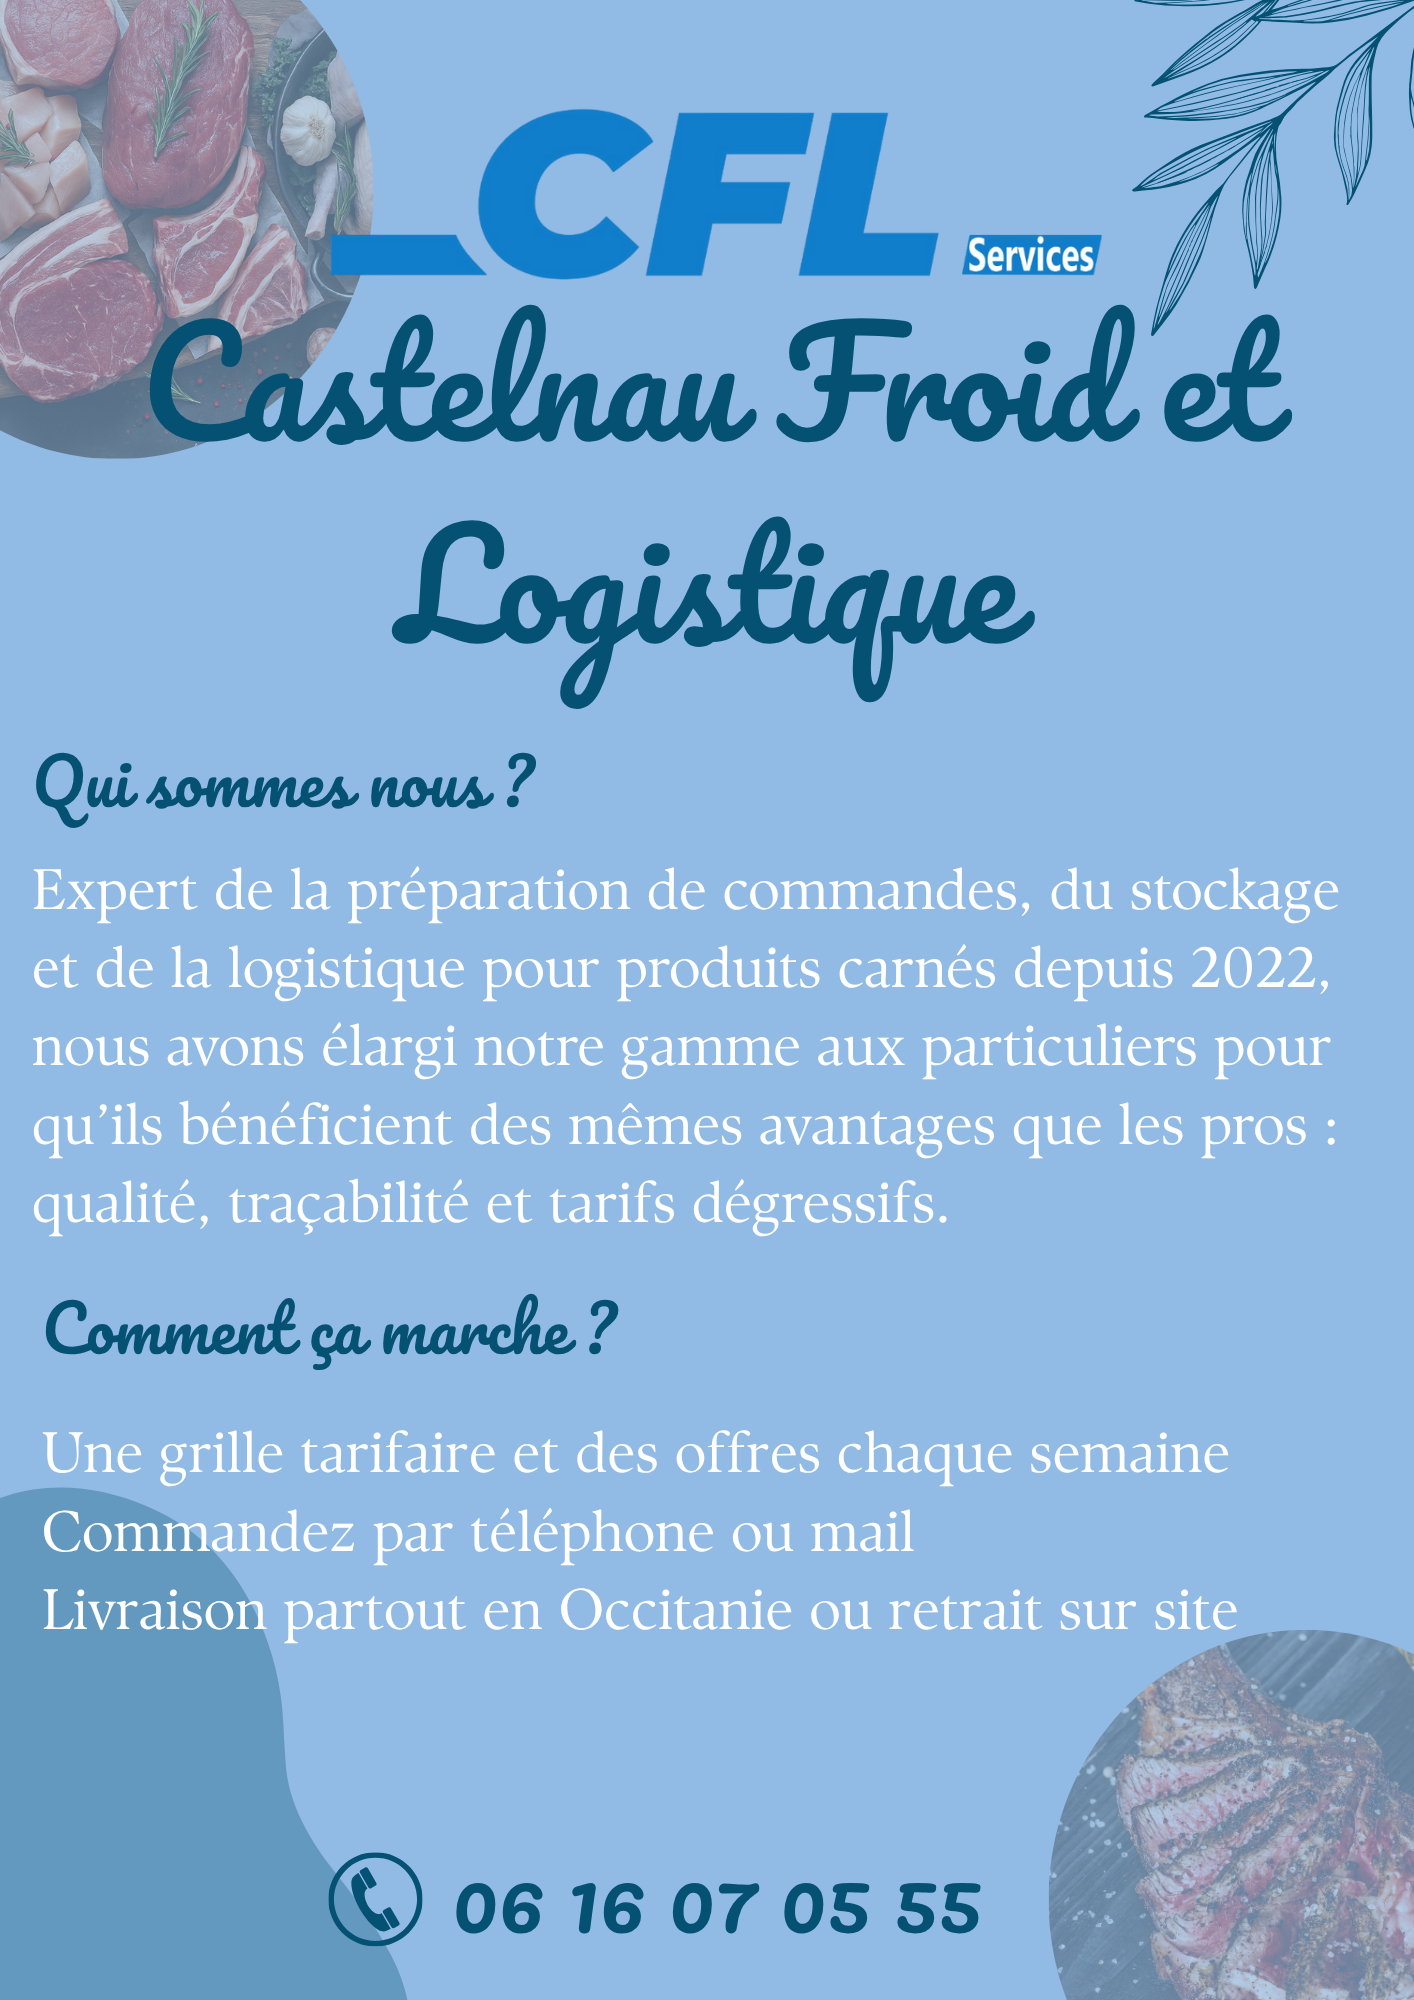 CFL
Services
Castelnau Froid et
Logistique
Qui sommes nous ?
Expert de la préparation de commandes, du stockage
et de la logistique pour produits carnés depuis 2022,
nous avons élargi notre gamme aux particuliers pour
qu’ils bénéficient des mêmes avantages que les pros :
qualité, traçabilité et tarifs dégressifs.
Comment ça marche ?
Une grille tarifaire et des offres chaque semaine
Commandez par téléphone ou mail
Livraison partout en Occitanie ou retrait sur site
06 16 07 05 55